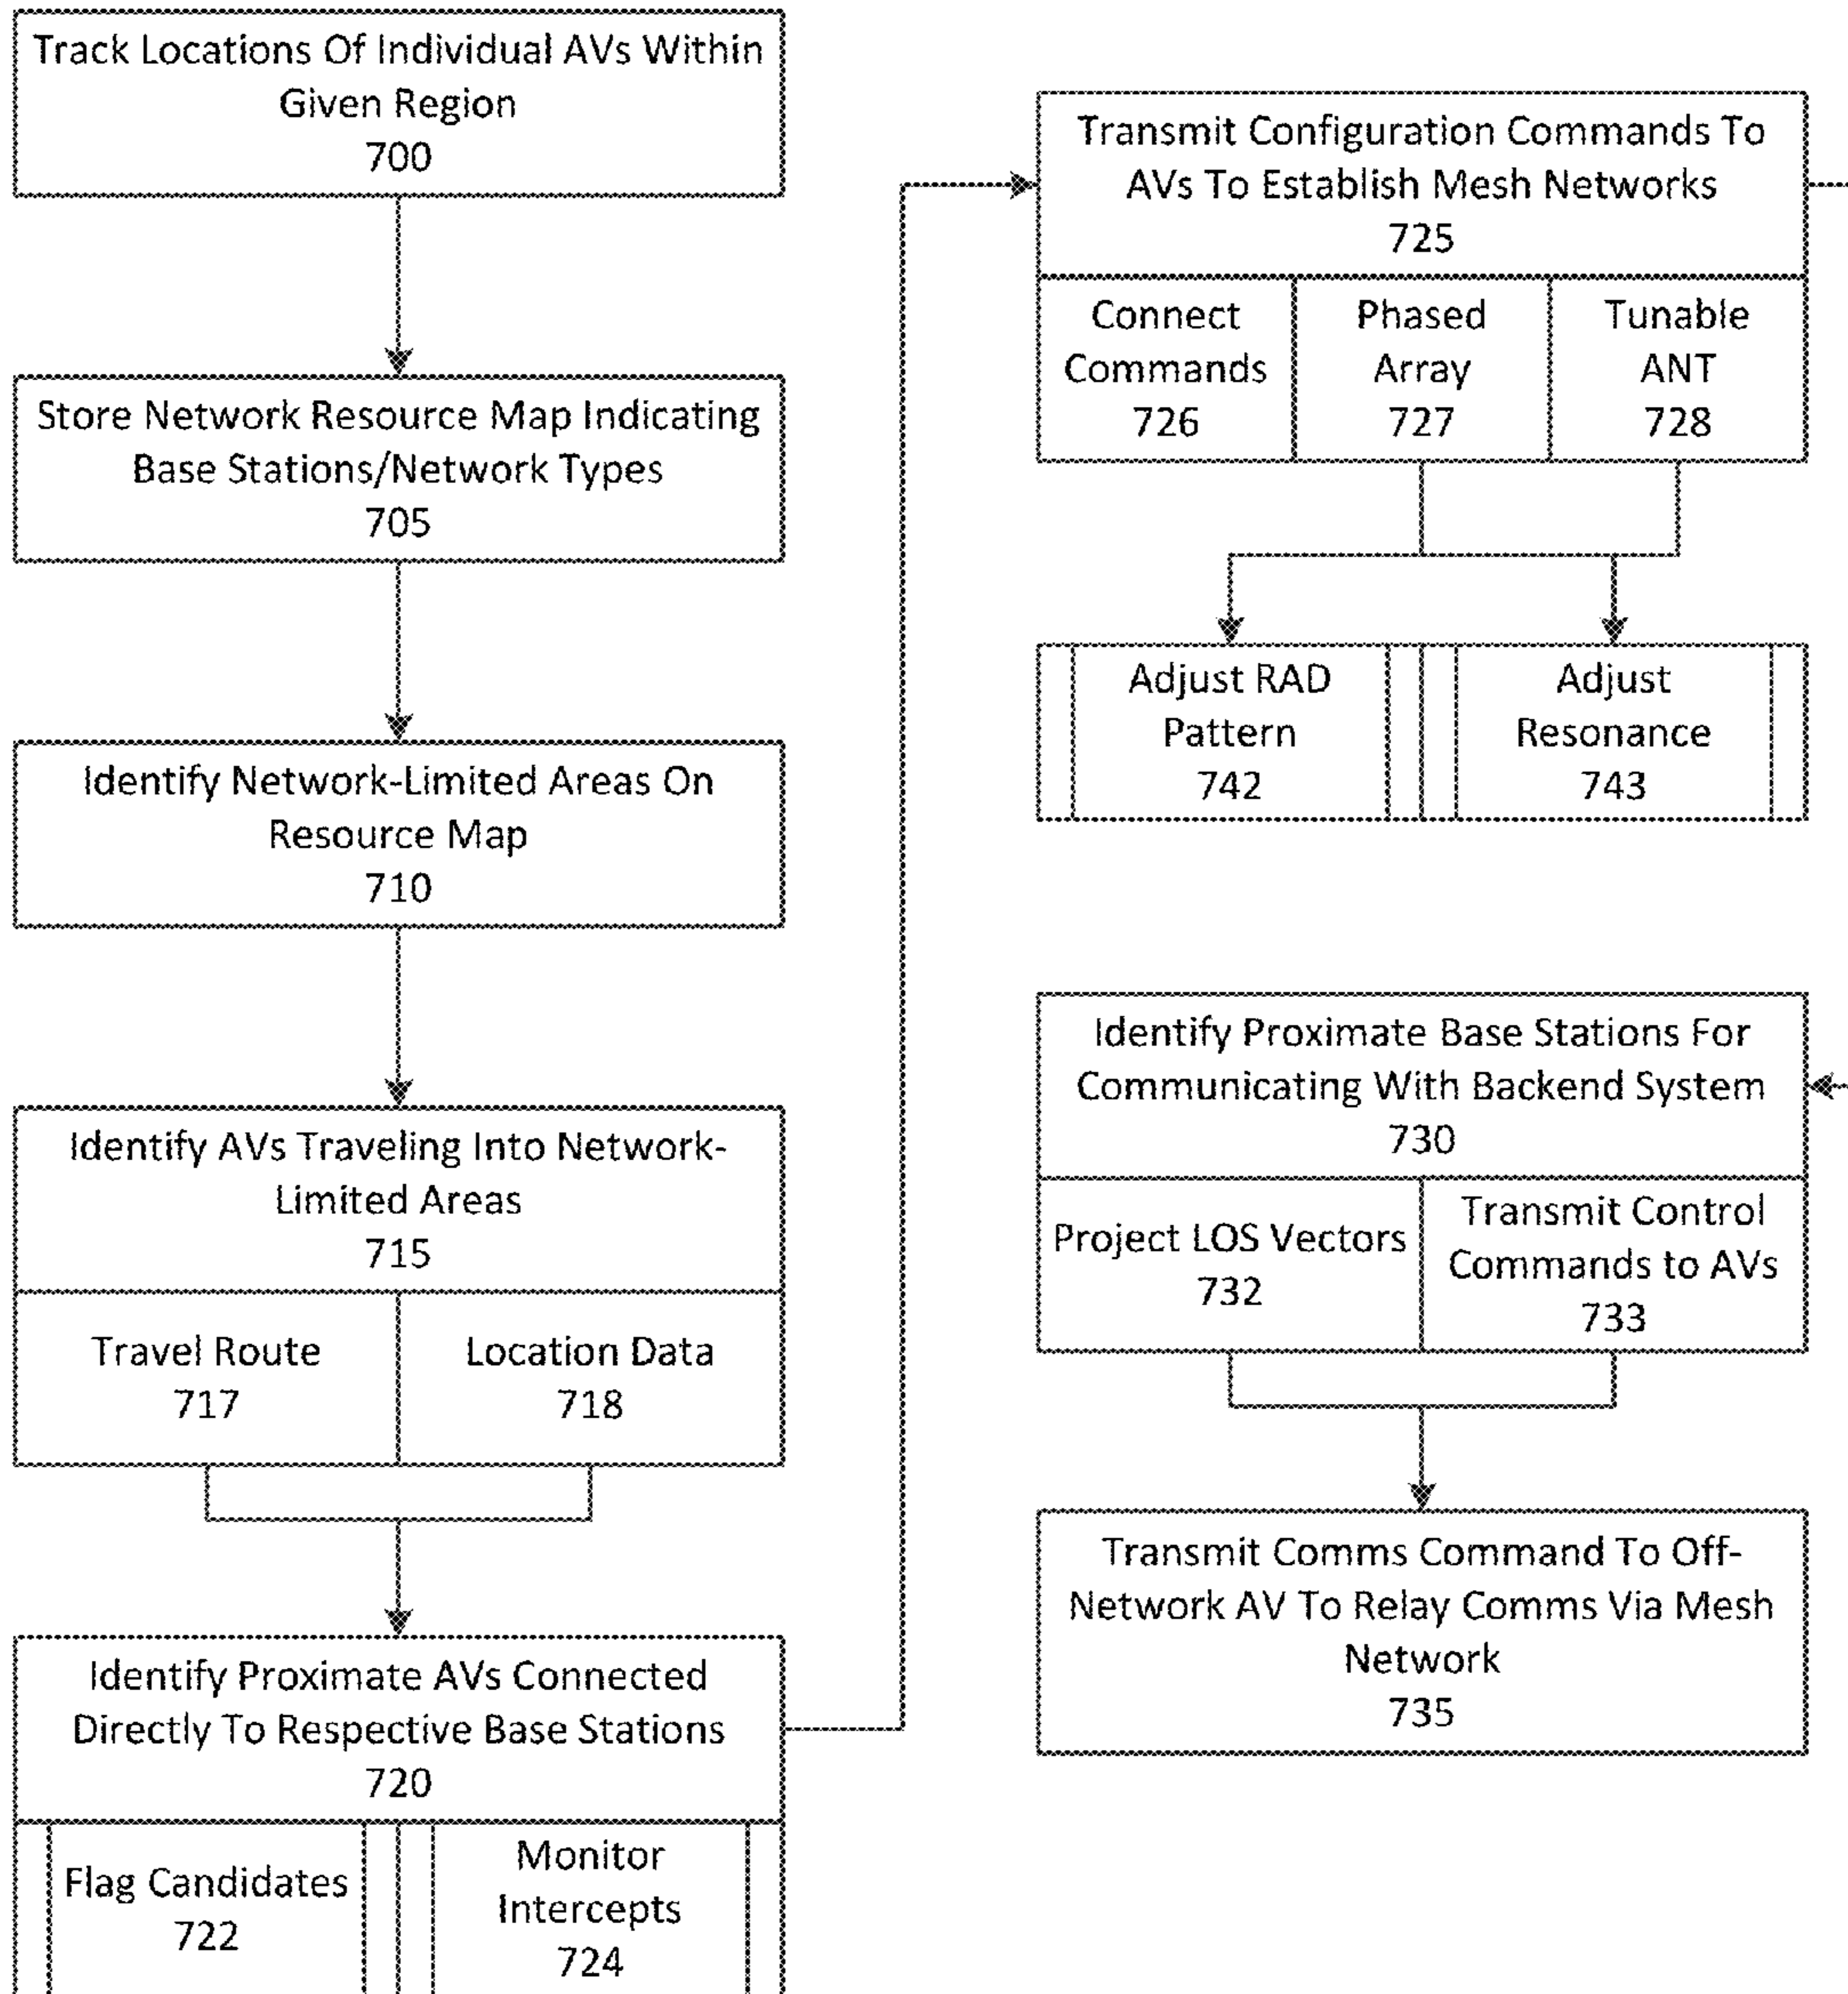 Track Locations Of Individual AVs Within
Given Region
700
Store Network Resource Map Indicating
Base Stations/Network Types
705
Identify Network-Limited Areas On
Resource Map
710
Identify AVs Traveling Into Network-
Limited Areas
715
Travel Route
717
Location Data
718
Identify Proximate AVs Connected
Directly To Respective Base Stations
720
Flag Candidates
722
Monitor
Intercepts
724
Transmit Configuration Commands To
AVs To Establish Mesh Networks
725
Connect
Commands
726
Phased
Array
727
Tunable
ANT
728
Adjust RAD
Pattern
742
Adjust
Resonance
743
Identify Proximate Base Stations For
Communicating With Backend System
730
Project LOS Vectors
732
Transmit Control
Commands to AVs
733
Transmit Comms Command To Off-
Network AV To Relay Comms Via Mesh
Network
735